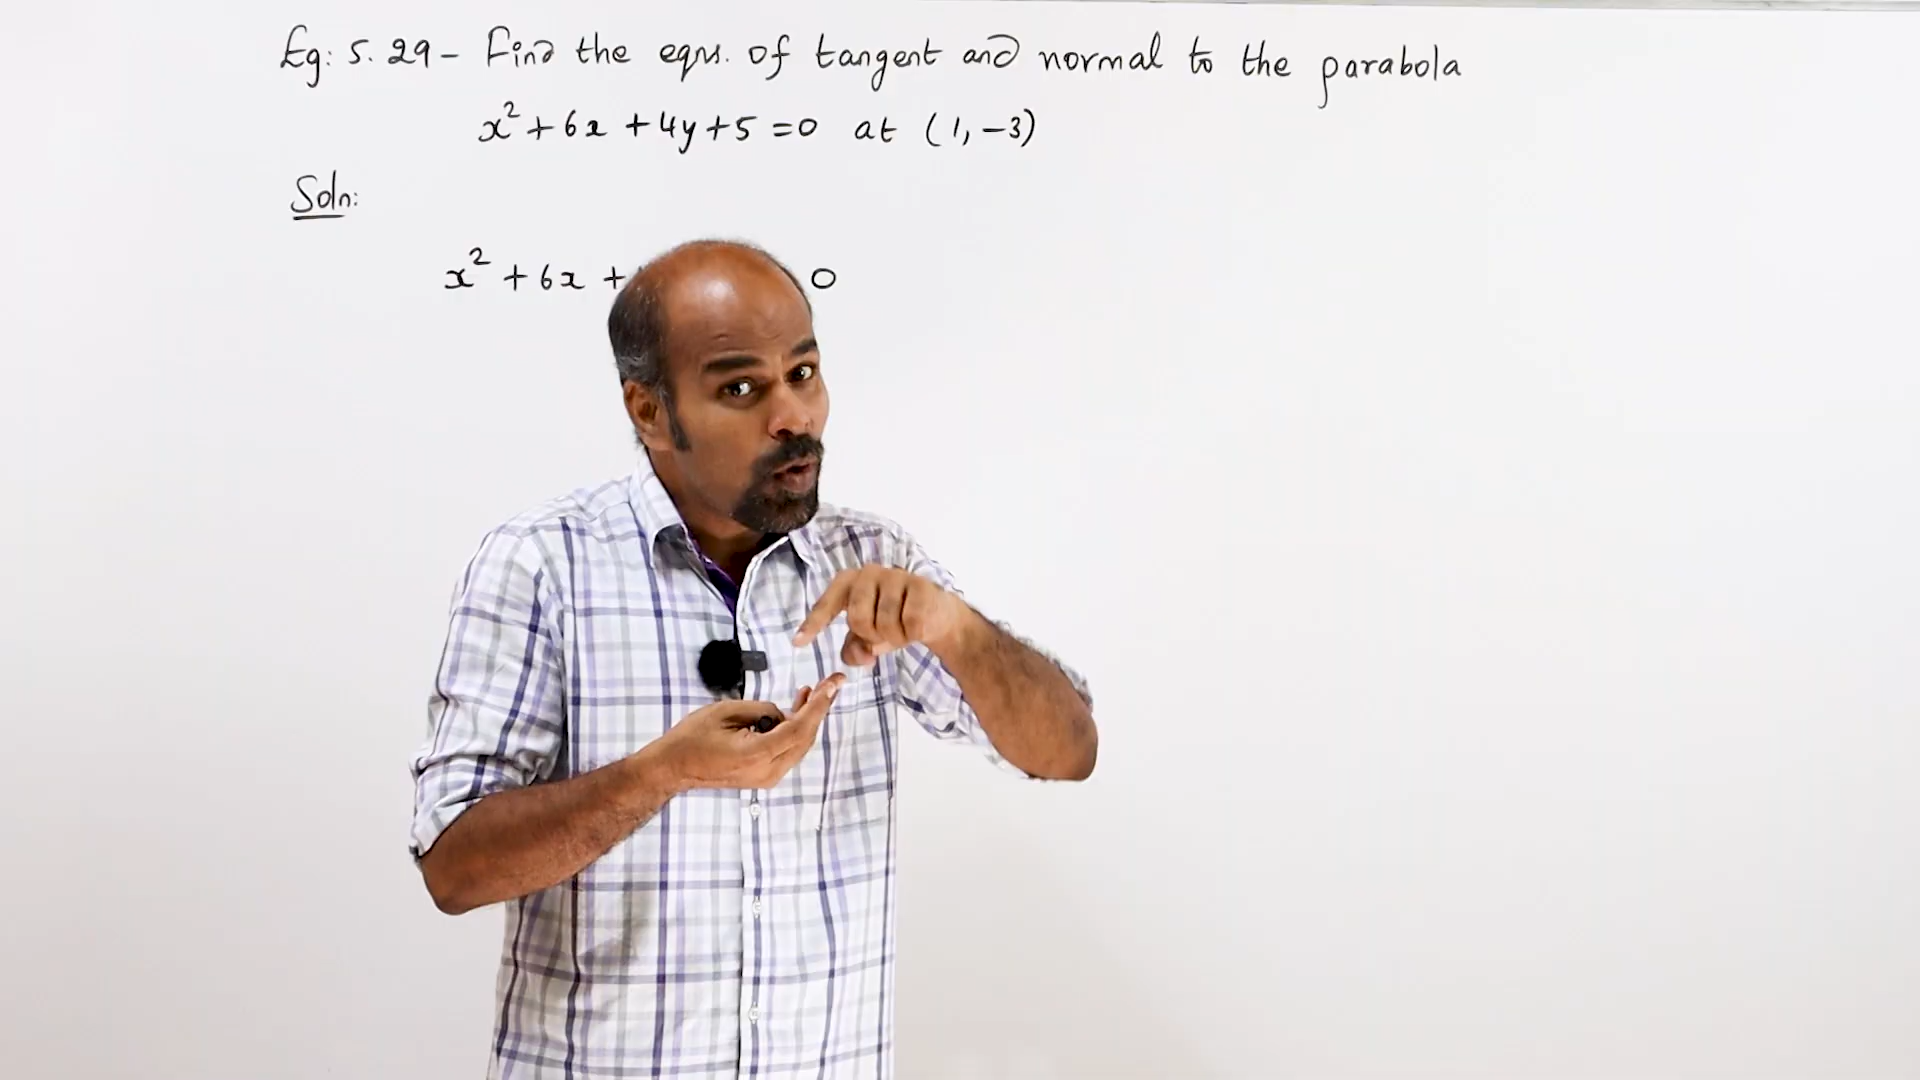 Eg: 5.29 - Find the eqns. of tangent and normal to the parabola
x² + 6x + 4y + 5 = 0 at (1, -3)
Soln:
x² + 6x + 0